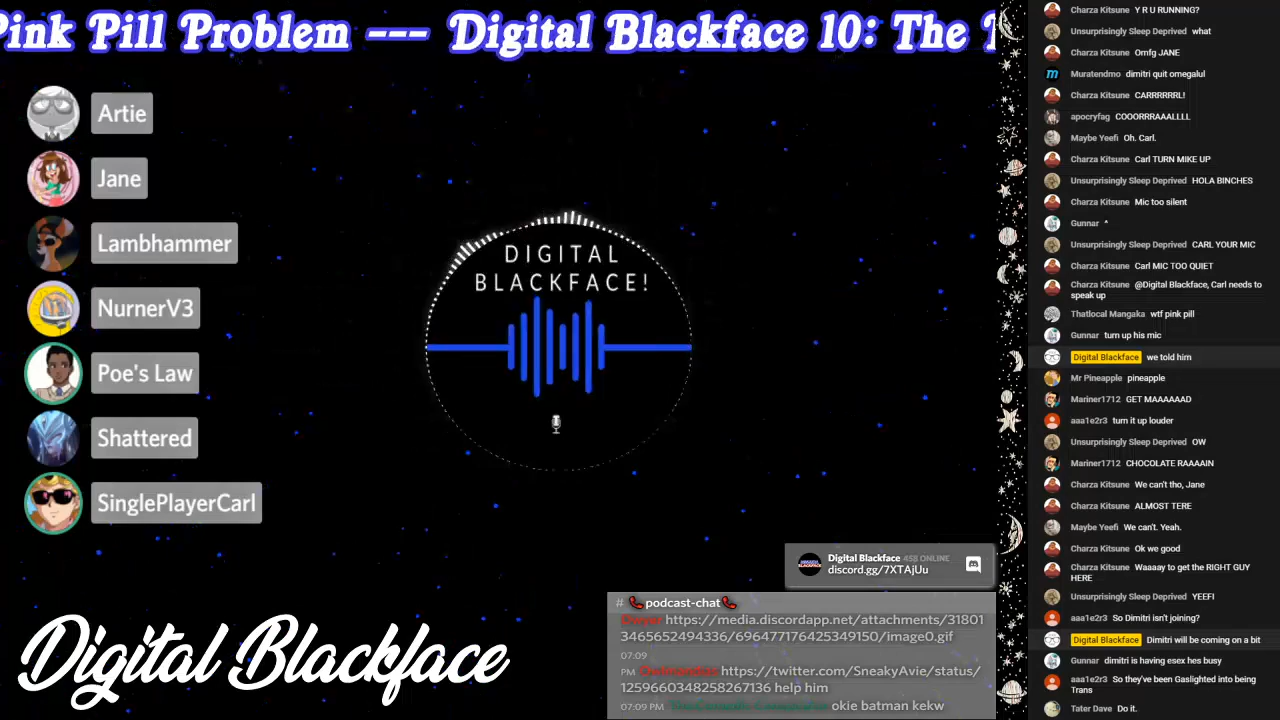 Pink Pill Problem --- Digital Blackface 10: The
Artie
Jane
Lambhammer
NurnerV3
Poe's Law
Shattered
SinglePlayerCarl
DIGITAL
BLACKFACE!
Digital Blackface
Digital Blackface 458 ONLINE
discord.gg/7XTAjUu
# podcast-chat
https://media.discordapp.net/attachments/31801
3465652494336/696477176425349150/image0.gif
07:09
PM https://twitter.com/SneakyAvie/status/
1259660348258267136 help him
07:09 PM okie batman kekw
Charza Kitsune Y R U RUNNING?
Unsurprisingly Sleep Deprived what
Charza Kitsune Omfg JANE
Muratendmo dimitri quit omegalul
Charza Kitsune CARRRRRL!
apocryfag COOORRRAAALLLL
Maybe Yeefi Oh. Carl.
Charza Kitsune Carl TURN MIKE UP
Unsurprisingly Sleep Deprived HOLA BINCHES
Charza Kitsune Mic too silent
Gunnar ^
Unsurprisingly Sleep Deprived CARL YOUR MIC
Charza Kitsune Carl MIC TOO QUIET
Charza Kitsune @Digital Blackface, Carl needs to
speak up
Thatlocal Mangaka wtf pink pill
Gunnar turn up his mic
Digital Blackface we told him
Mr Pineapple pineapple
Mariner1712 GET MAAAAAAD
aaa1e2r3 turn it up louder
Unsurprisingly Sleep Deprived OW
Mariner1712 CHOCOLATE RAAAAIN
Charza Kitsune We can't tho, Jane
Charza Kitsune ALMOST TERE
Maybe Yeefi We can't. Yeah.
Charza Kitsune Ok we good
Charza Kitsune Waaaay to get the RIGHT GUY
HERE
Unsurprisingly Sleep Deprived YEEFI
aaa1e2r3 So Dimitri isn't joining?
Digital Blackface Dimitri will be coming on a bit
Gunnar dimitri is having esex hes busy
aaa1e2r3 So they've been Gaslighted into being
Trans
Tater Dave Do it.